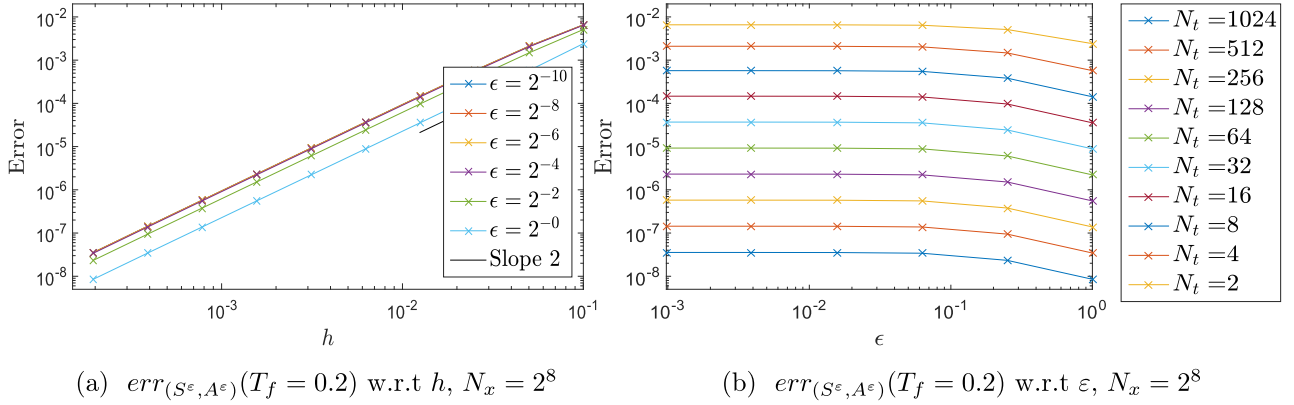 10^{-2}
10^{-3}
10^{-4}
10^{-5}
10^{-6}
10^{-7}
10^{-8}
Error
10^{-3} 10^{-2} 10^{-1}
h
ϵ = 2^{-10}
ϵ = 2^{-8}
ϵ = 2^{-6}
ϵ = 2^{-4}
ϵ = 2^{-2}
ϵ = 2^{-0}
Slope 2
(a) err_{(S^ε,A^ε)}(T_f = 0.2) w.r.t h, N_x = 2^8
10^{-2}
10^{-3}
10^{-4}
10^{-5}
10^{-6}
10^{-7}
10^{-8}
Error
10^{-3} 10^{-2} 10^{-1} 10^0
ϵ
N_t =1024
N_t =512
N_t =256
N_t =128
N_t =64
N_t =32
N_t =16
N_t =8
N_t =4
N_t =2
(b) err_{(S^ε,A^ε)}(T_f = 0.2) w.r.t ε, N_x = 2^8